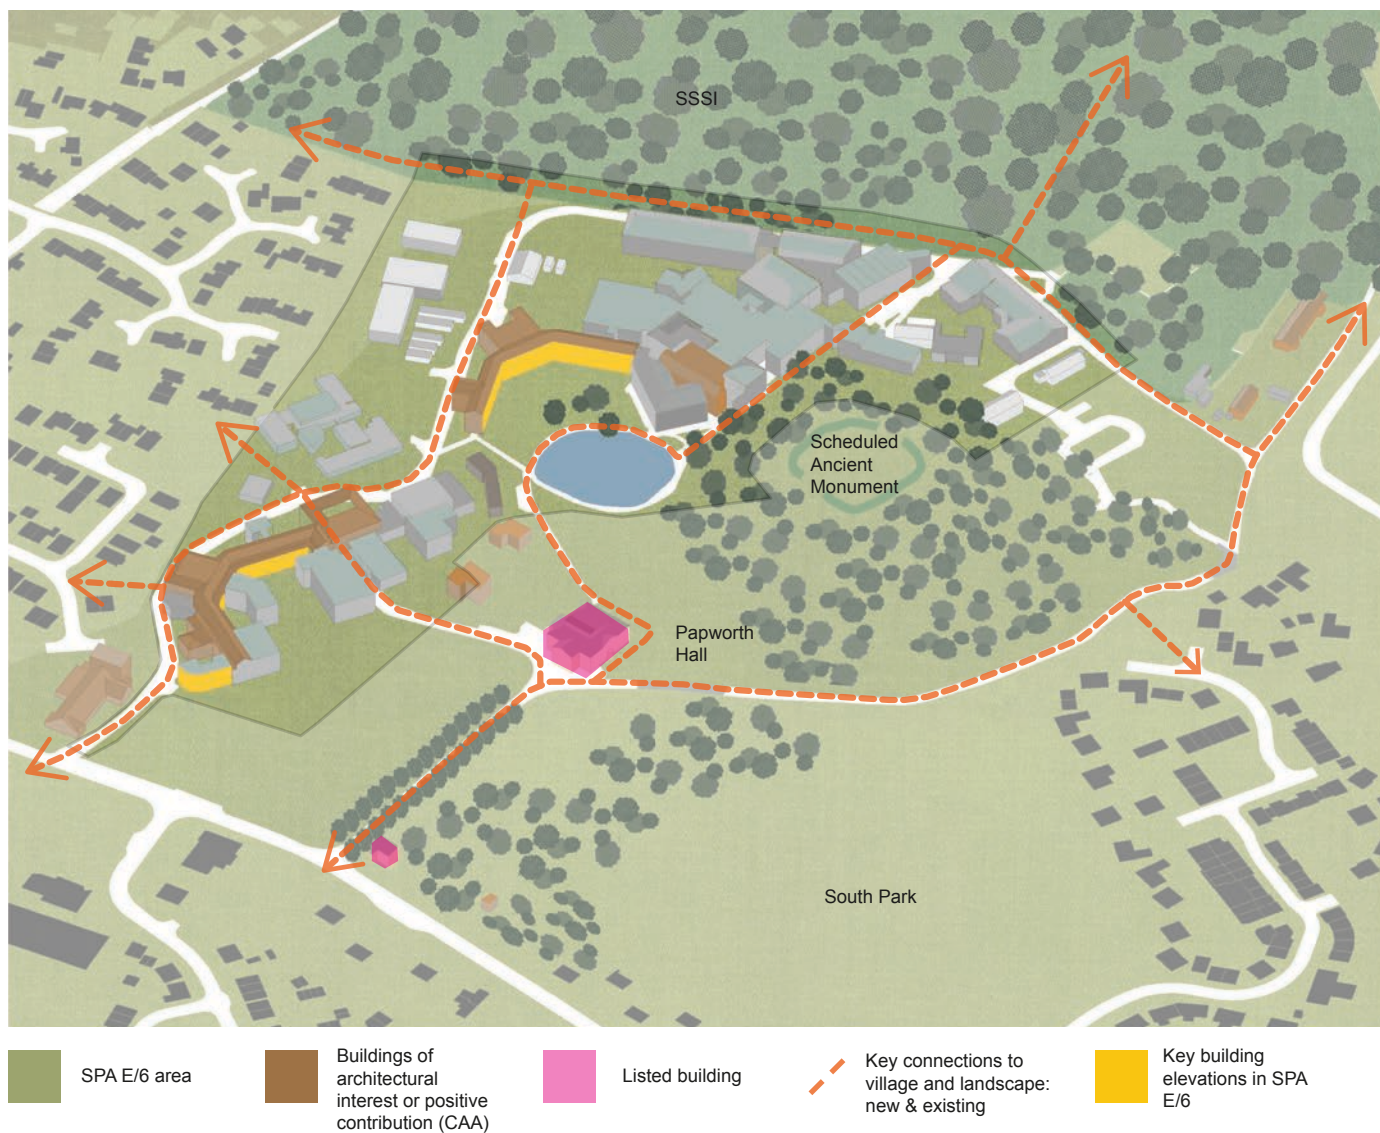 SSSI
Scheduled
Ancient
Monument
Papworth
Hall
South Park
SPA E/6 area
Buildings of
architectural
interest or positive
contribution (CAA)
Listed building
Key connections to
village and landscape:
new & existing
Key building
elevations in SPA
E/6